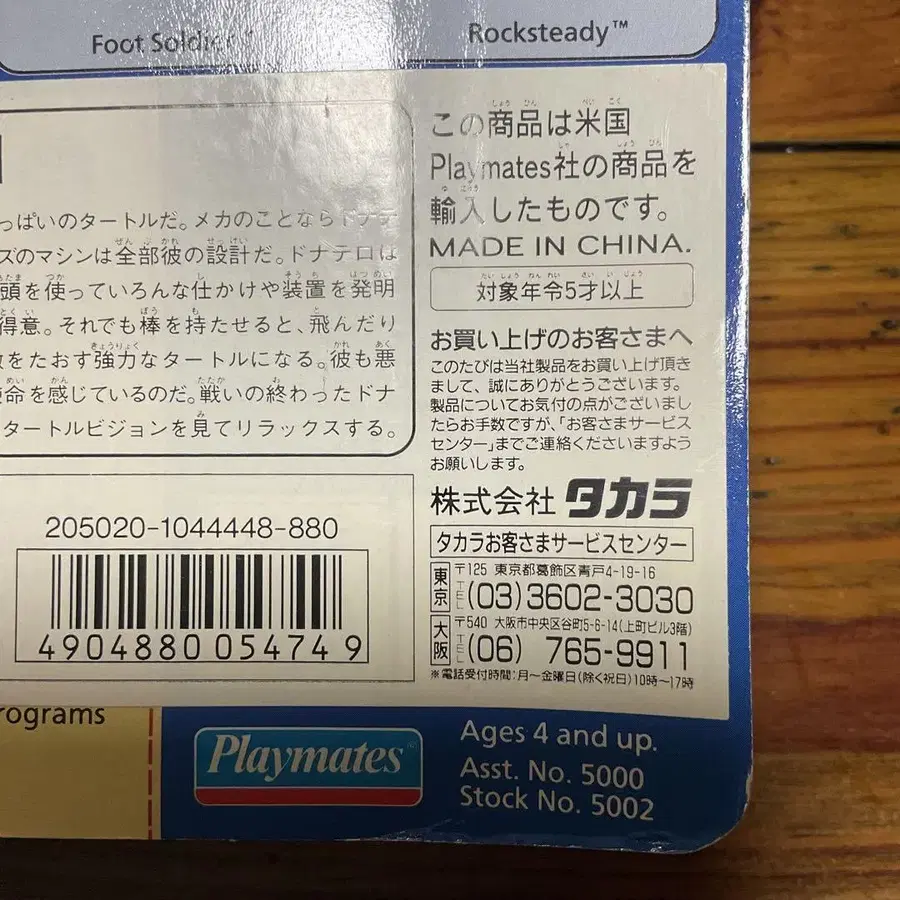 Foot Soldier
Rocksteady™
この商品は米国
Playmates社の商品を
輸入したものです。
MADE IN CHINA.
対象年令5才以上
お買い上げのお客さまへ
このたびは当社製品をお買い上げ頂き
まして、誠にありがとうございます。
製品についてお気付の点がございまし
たらお手数ですが、「お客さまサービス
センター」までご連絡くださいますよう
お願いします。
株式会社 タカラ
タカラお客さまサービスセンター
東京
〒125 東京都葛飾区青戸4-19-16
TEL (03)3602-3030
大阪
〒540 大阪市中央区谷町5-6-14(上町ビル3階)
TEL (06) 765-9911
※電話受付時間:月〜金曜日(除く祝日)10時〜17時
っぱいのタートルだ。メカのことならドナテ
ズのマシンは全部彼の設計だ。ドナテロは
頭を使っていろんな仕かけや装置を発明
得意。それでも棒を持たせると、飛んだり
をたおす強力なタートルになる。彼も悪
命を感じているのだ。戦いの終わったドナ
タートルビジョンを見てリラックスする。
205020-1044448-880
4904880054749
rograms
Playmates
Ages 4 and up.
Asst. No. 5000
Stock No. 5002